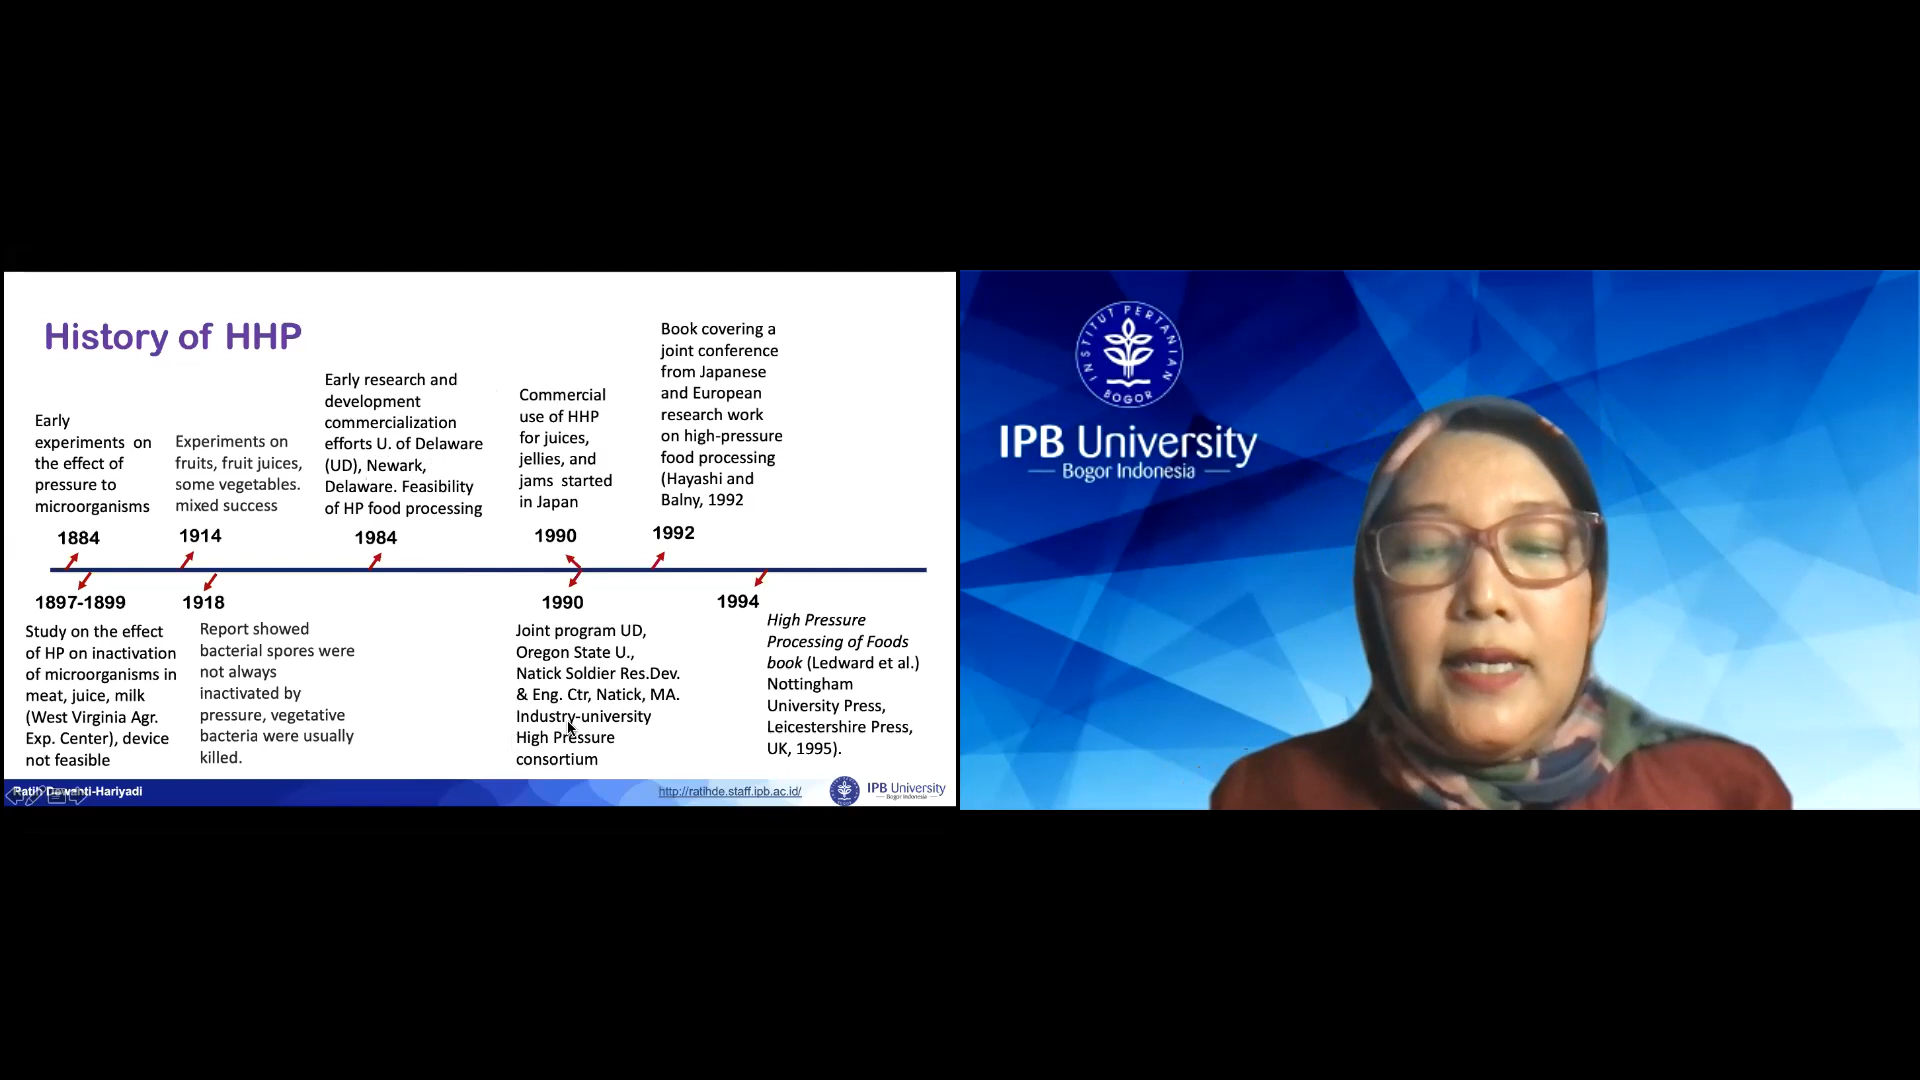 History of HHP
Early
experiments on
the effect of
pressure to
microorganisms
1884
Experiments on
fruits, fruit juices,
some vegetables.
mixed success
1914
Early research and
development
commercialization
efforts U. of Delaware
(UD), Newark,
Delaware. Feasibility
of HP food processing
1984
Commercial
use of HHP
for juices,
jellies, and
jams started
in Japan
1990
Book covering a
joint conference
from Japanese
and European
research work
on high-pressure
food processing
(Hayashi and
Balny, 1992
1992
1897-1899
Study on the effect
of HP on inactivation
of microorganisms in
meat, juice, milk
(West Virginia Agr.
Exp. Center), device
not feasible
1918
Report showed
bacterial spores were
not always
inactivated by
pressure, vegetative
bacteria were usually
killed.
1990
Joint program UD,
Oregon State U.,
Natick Soldier Res.Dev.
& Eng. Ctr, Natick, MA.
Industry-university
High Pressure
consortium
1994
High Pressure
Processing of Foods
book (Ledward et al.)
Nottingham
University Press,
Leicestershire Press,
UK, 1995).
Ratih Dewanti-Hariyadi
http://ratihde.staff.ipb.ac.id/
IPB University
Bogor Indonesia
INSTITUT PERTANIAN
BOGOR
IPB University
Bogor Indonesia